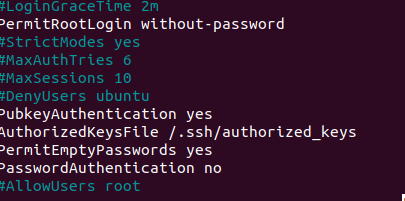 #LoginGraceTime 2m
PermitRootLogin without-password
#StrictModes yes
#MaxAuthTries 6
#MaxSessions 10
#DenyUsers ubuntu
PubkeyAuthentication yes
AuthorizedKeysFile /.ssh/authorized_keys
PermitEmptyPasswords yes
PasswordAuthentication no
#AllowUsers root